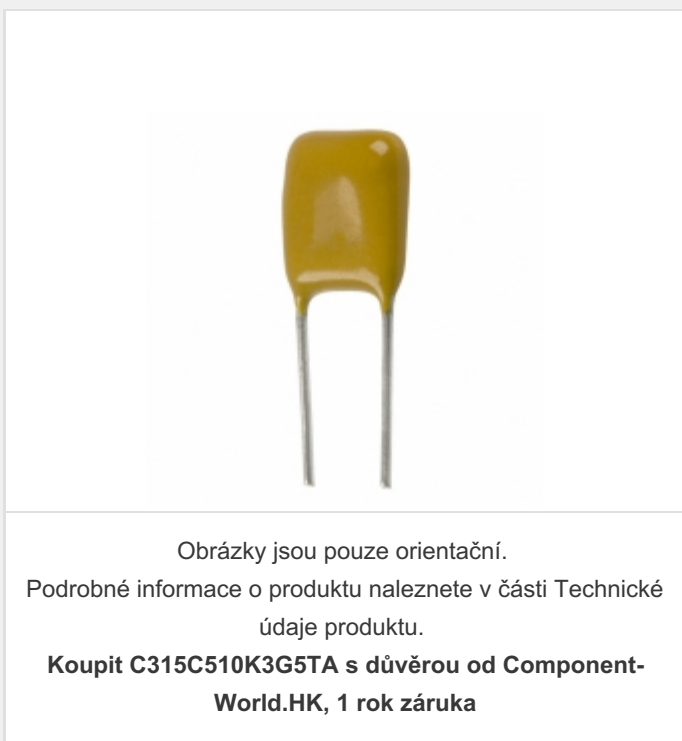 Obrázky jsou pouze orientační.
Podrobné informace o produktu naleznete v části Technické
údaje produktu.
Koupit C315C510K3G5TA s důvěrou od Component-
World.HK, 1 rok záruka